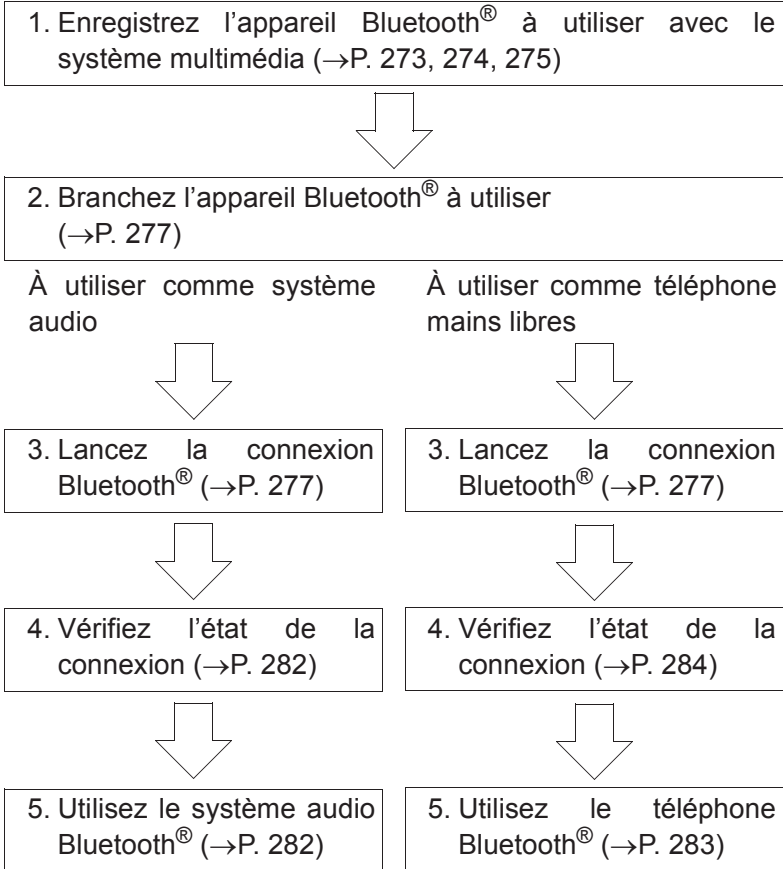 1. Enregistrez l'appareil Bluetooth® à utiliser avec le
système multimédia (→P. 273, 274, 275)
2. Branchez l'appareil Bluetooth® à utiliser
(→P. 277)
À utiliser comme système
audio
À utiliser comme téléphone
mains libres
3. Lancez la connexion
Bluetooth® (→P. 277)
3. Lancez la connexion
Bluetooth® (→P. 277)
4. Vérifiez l'état de la
connexion (→P. 282)
4. Vérifiez l'état de la
connexion (→P. 284)
5. Utilisez le système audio
Bluetooth® (→P. 282)
5. Utilisez le téléphone
Bluetooth® (→P. 283)